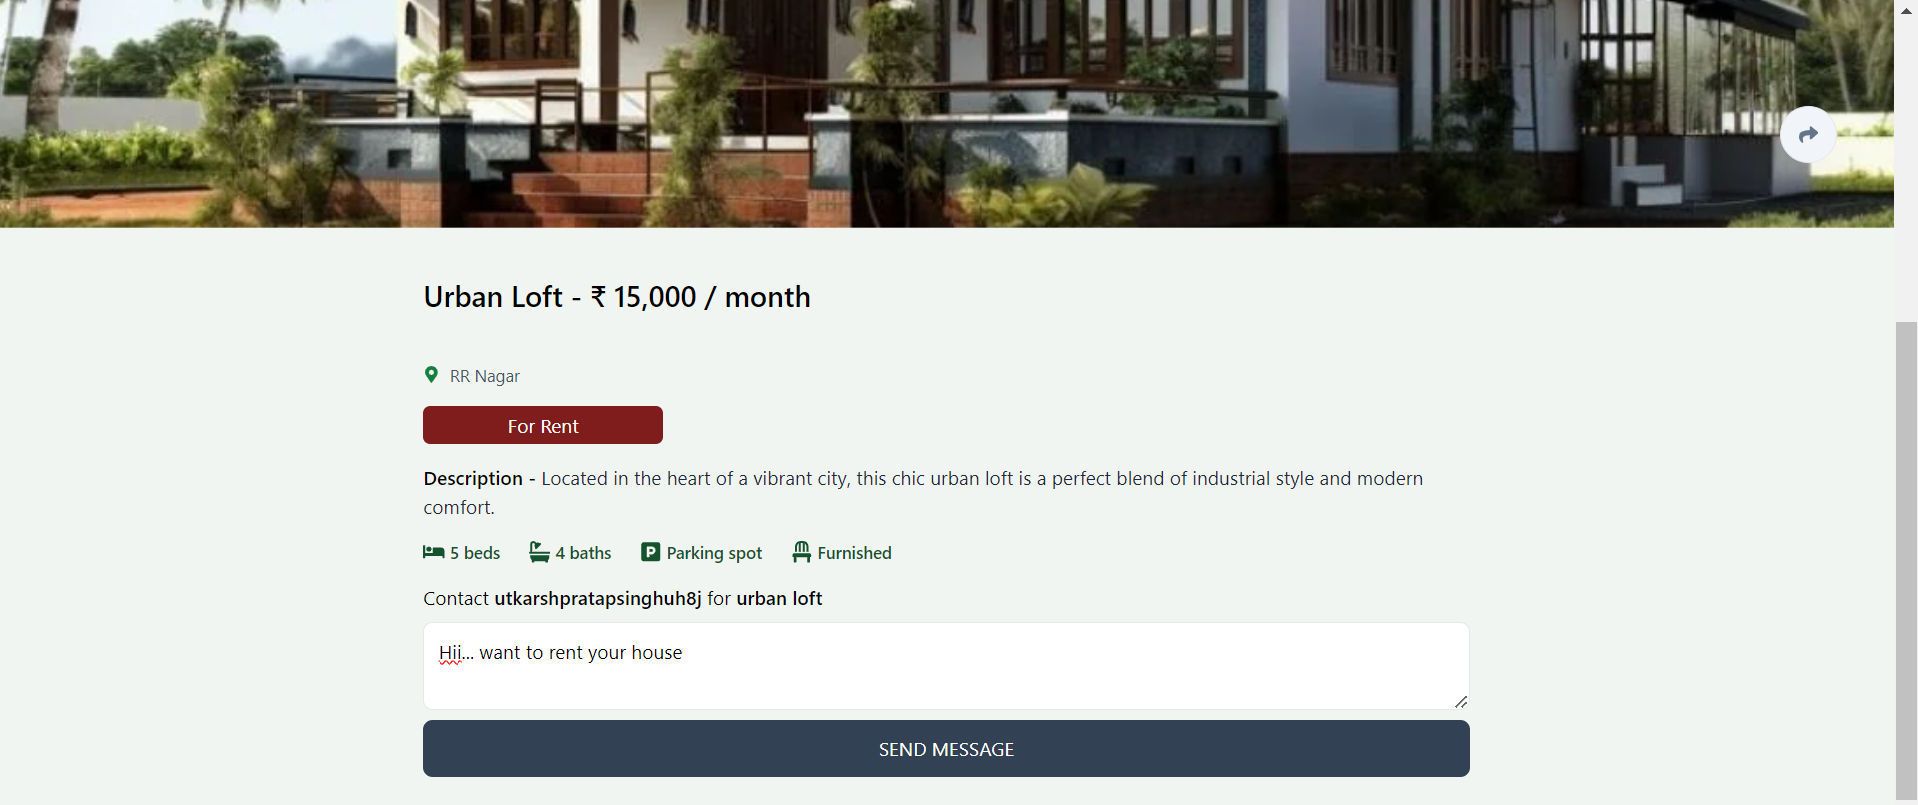 Urban Loft - ₹ 15,000 / month
RR Nagar
For Rent
Description - Located in the heart of a vibrant city, this chic urban loft is a perfect blend of industrial style and modern
comfort.
5 beds 4 baths P Parking spot Furnished
Contact utkarshpratapsinghuh8j for urban loft
Hii... want to rent your house
SEND MESSAGE